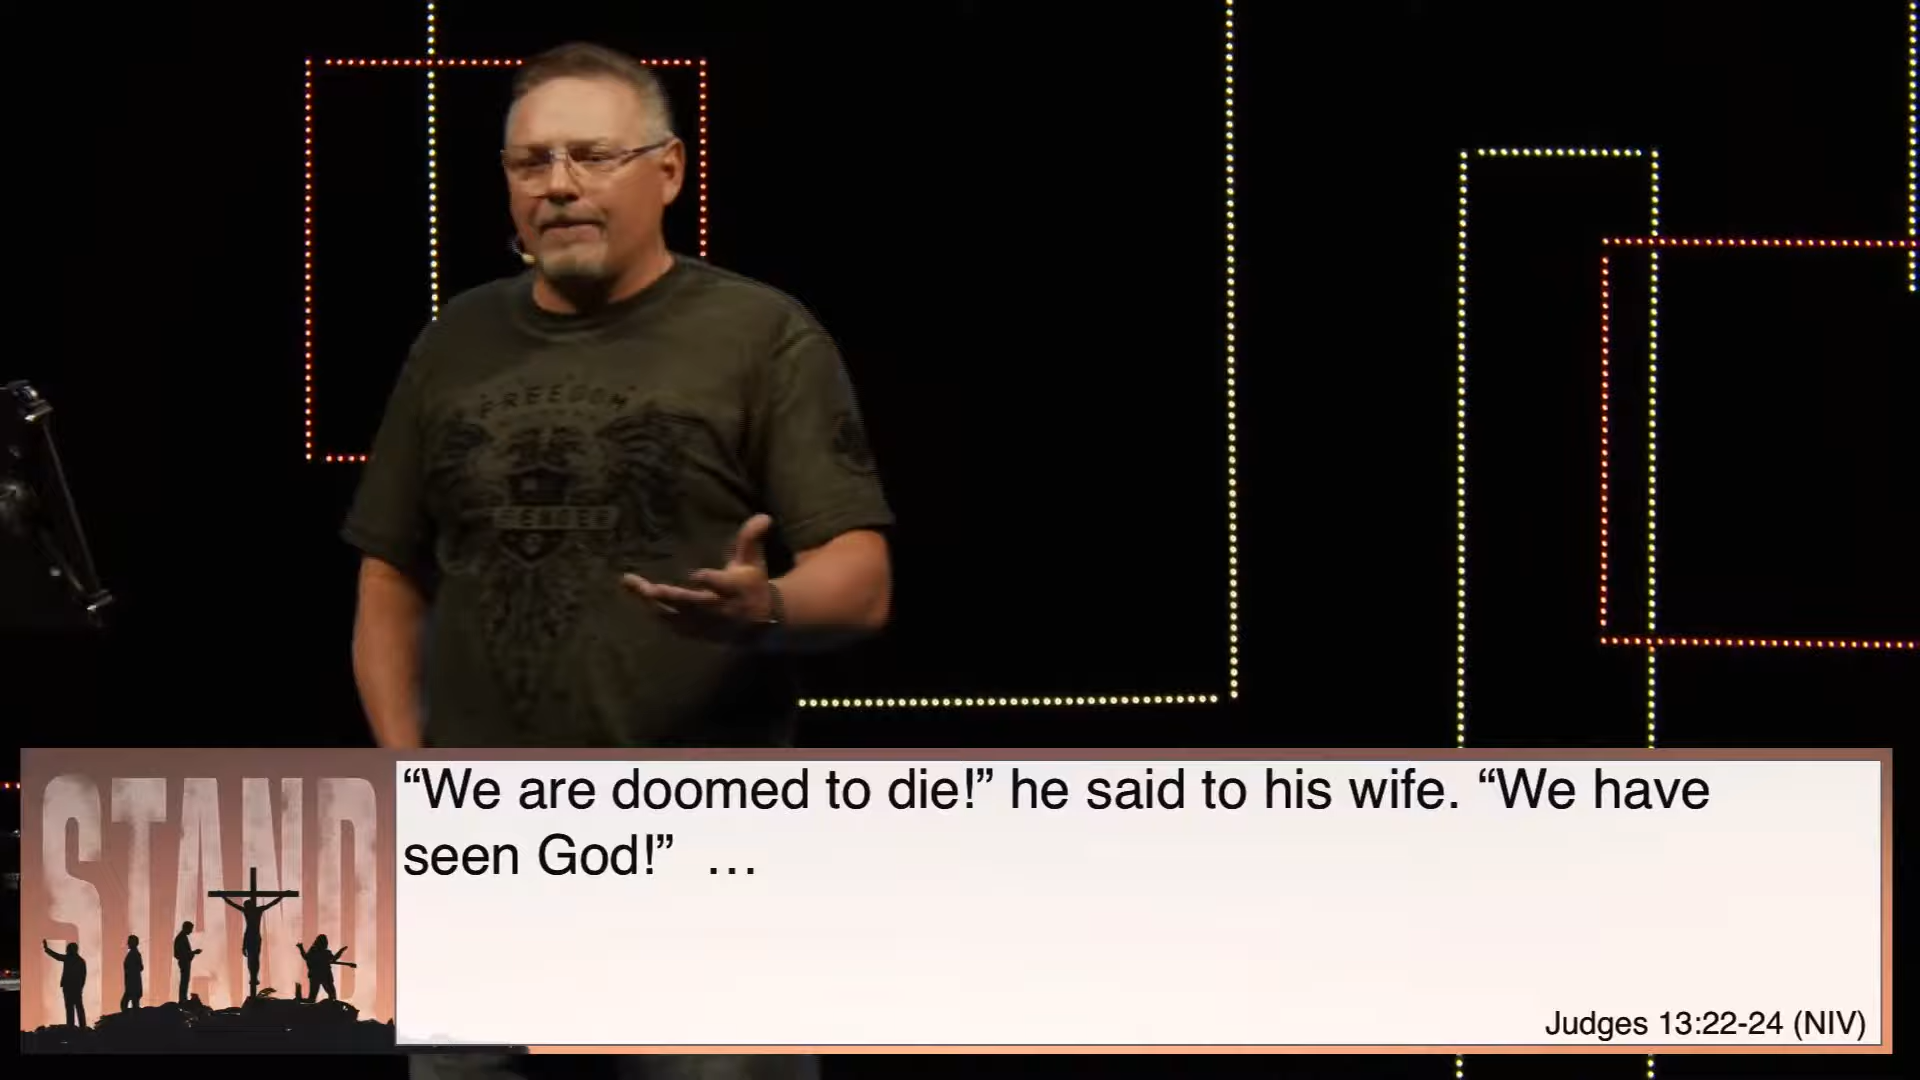 FREEDOM
STAND
“We are doomed to die!” he said to his wife. “We have
seen God!”  …
Judges 13:22-24 (NIV)